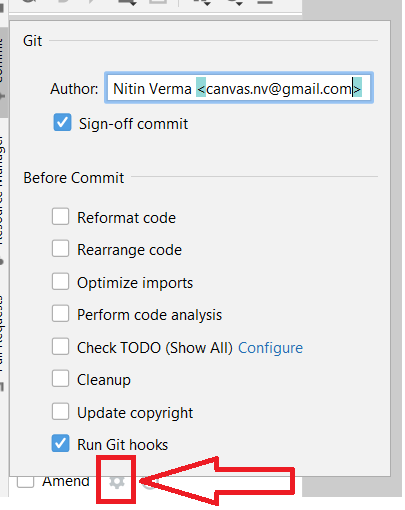 Git
Author: Nitin Verma <canvas.nv@gmail.com>
Sign-off commit
Before Commit
Reformat code
Rearrange code
Optimize imports
Perform code analysis
Check TODO (Show All) Configure
Cleanup
Update copyright
Run Git hooks
Amend